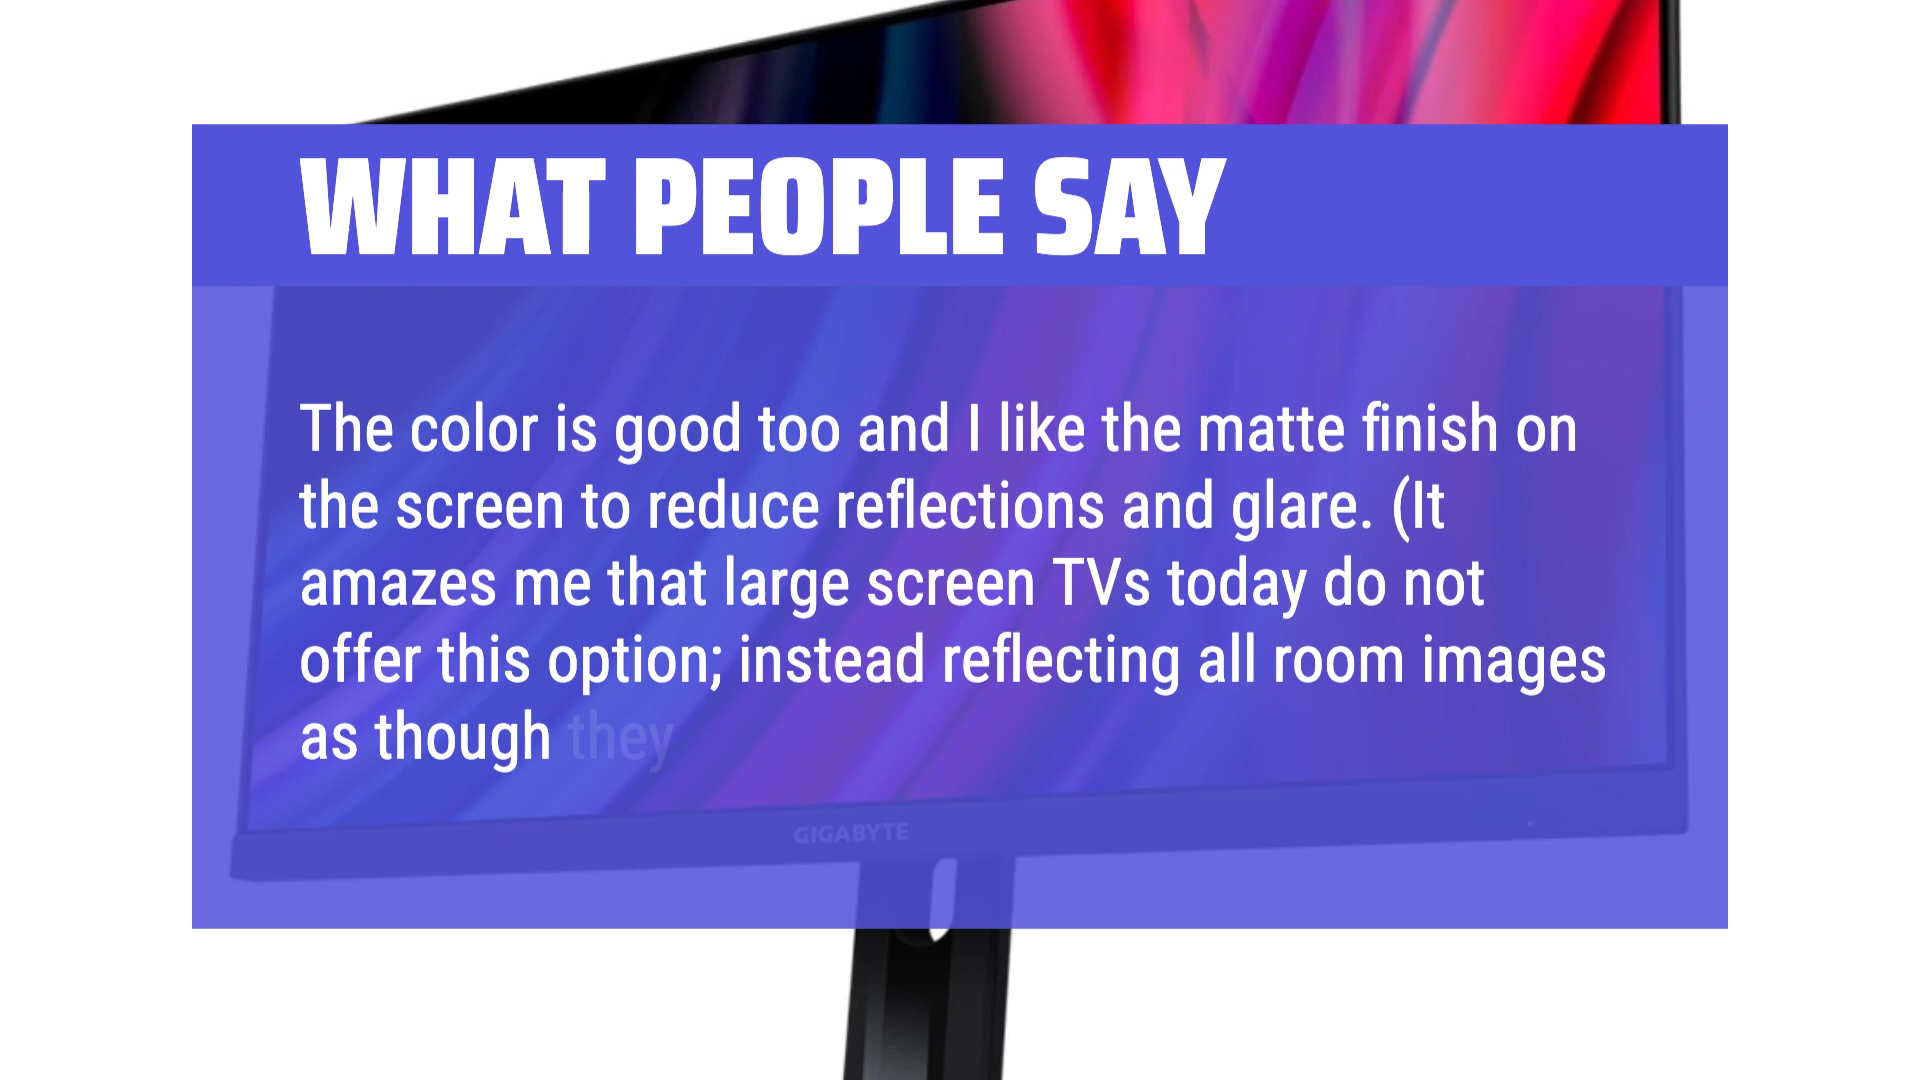 WHAT PEOPLE SAY
The color is good too and I like the matte finish on
the screen to reduce reflections and glare. (It
amazes me that large screen TVs today do not
offer this option; instead reflecting all room images
as though they
GIGABYTE